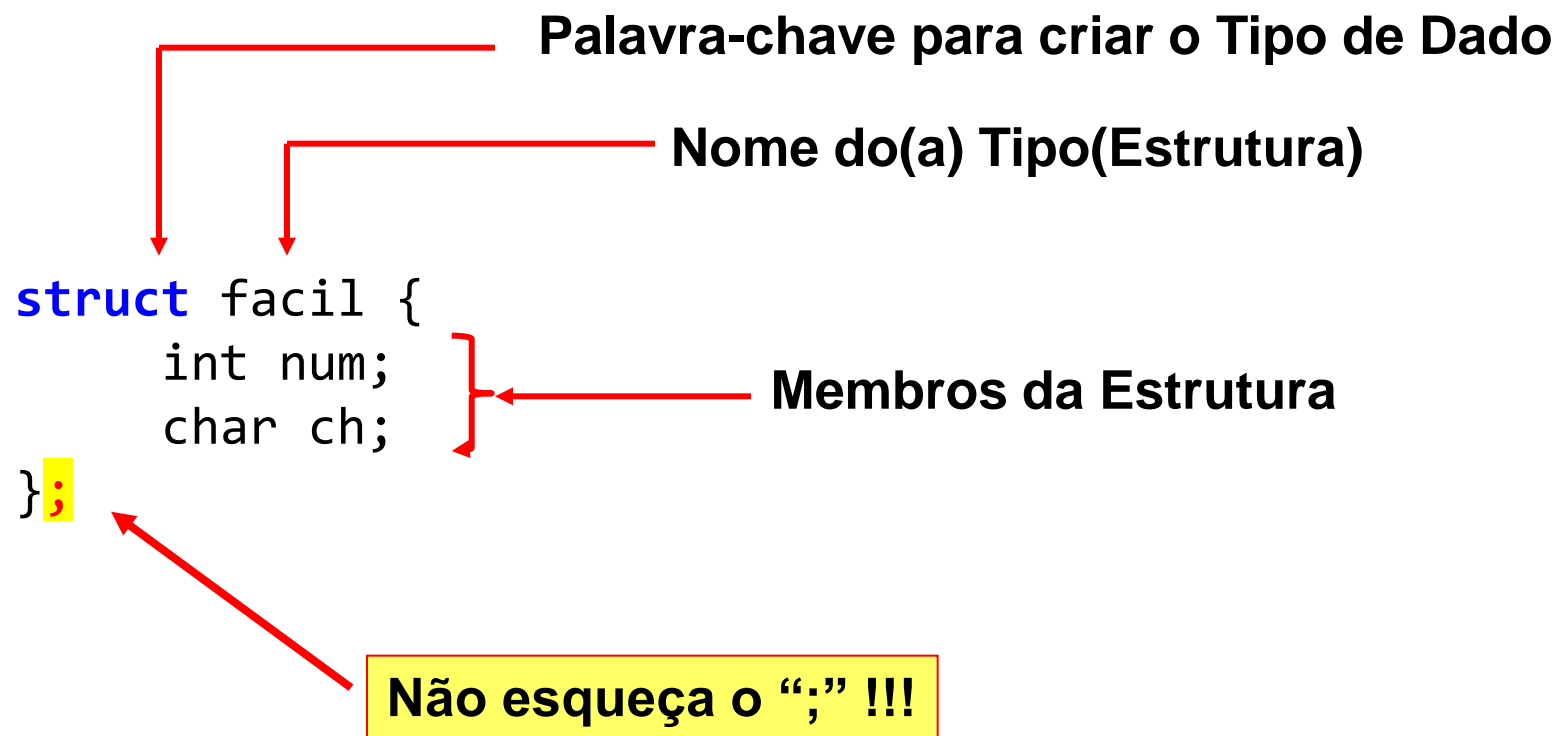 Palavra-chave para criar o Tipo de Dado
Nome do(a) Tipo(Estrutura)
struct facil {
int num;
char ch;
};
Membros da Estrutura
Não esqueça o “;” !!!